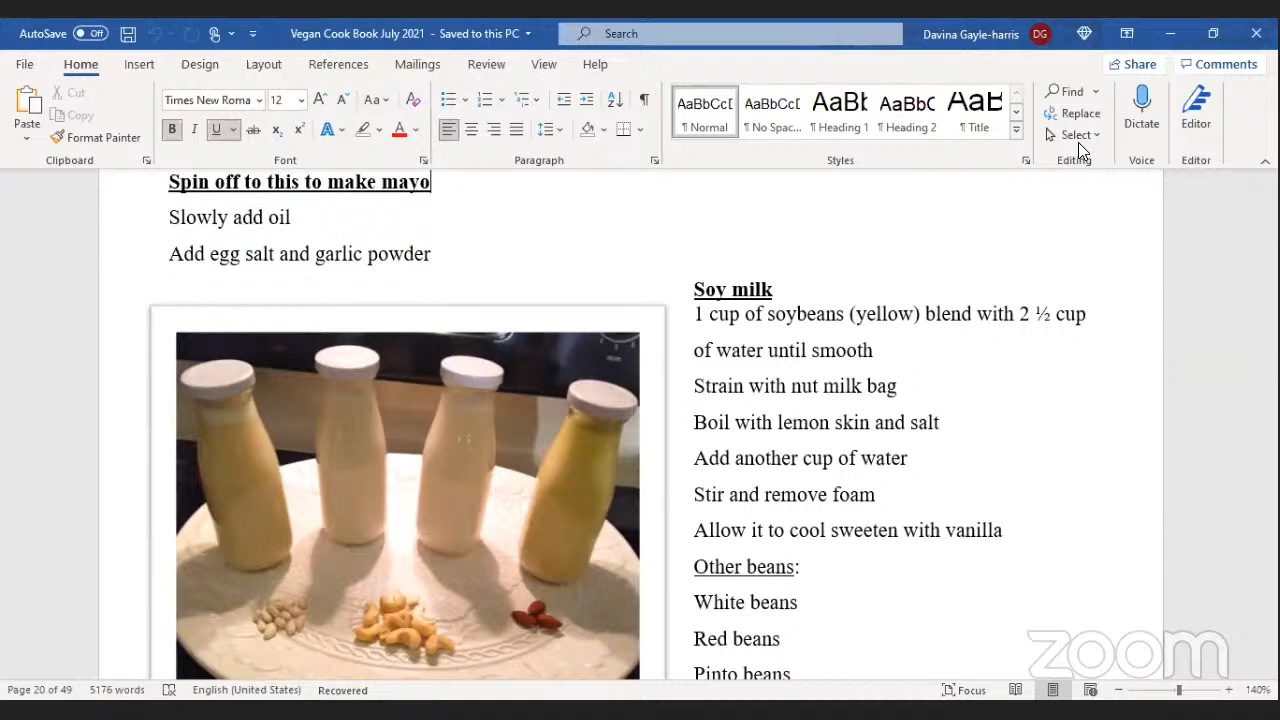 AutoSave Off Vegan Cook Book July 2021 - Saved to this PC Search Davina Gayle-harris DG
File Home Insert Design Layout References Mailings Review View Help Share Comments
Paste Cut Copy Format Painter
Clipboard
Times New Roma 12 Aa
B I U ab x₂ x² A A
Font
Paragraph
AaBbCcI AaBbCcI AaBb AaBbC AaB
¶ Normal ¶ No Spac... ¶ Heading 1 ¶ Heading 2 ¶ Title
Styles
Find
Replace
Select
Editing
Dictate
Voice
Editor
Editor
Spin off to this to make mayo
Slowly add oil
Add egg salt and garlic powder
Soy milk
1 cup of soybeans (yellow) blend with 2 ½ cup
of water until smooth
Strain with nut milk bag
Boil with lemon skin and salt
Add another cup of water
Stir and remove foam
Allow it to cool sweeten with vanilla
Other beans:
White beans
Red beans
Pinto beans
zoom
Page 20 of 49 5176 words English (United States) Recovered Focus 140%